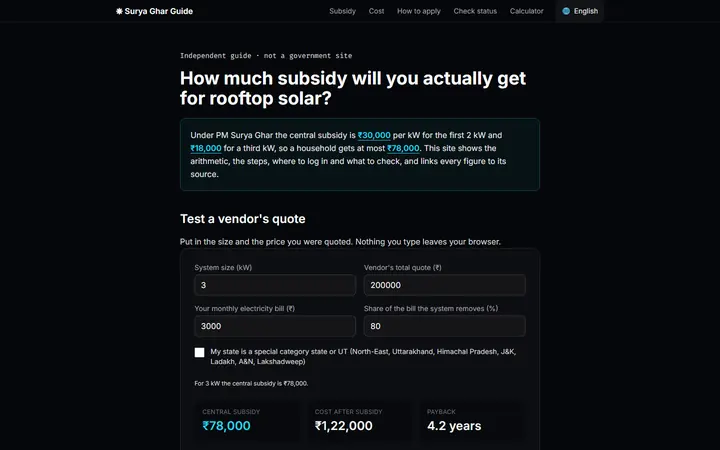 Surya Ghar Guide
Subsidy
Cost
How to apply
Check status
Calculator
English
Independent guide · not a government site
How much subsidy will you actually get
for rooftop solar?
Under PM Surya Ghar the central subsidy is ₹30,000 per kW for the first 2 kW and
₹18,000 for a third kW, so a household gets at most ₹78,000. This site shows the
arithmetic, the steps, where to log in and what to check, and links every figure to its
source.
Test a vendor's quote
Put in the size and the price you were quoted. Nothing you type leaves your browser.
System size (kW)
Vendor's total quote (₹)
3
200000
Your monthly electricity bill (₹)
Share of the bill the system removes (%)
3000
80
My state is a special category state or UT (North-East, Uttarakhand, Himachal Pradesh, J&K,
Ladakh, A&N, Lakshadweep)
For 3 kW the central subsidy is ₹78,000.
CENTRAL SUBSIDY
COST AFTER SUBSIDY
PAYBACK
₹78,000
₹1,22,000
4.2 years